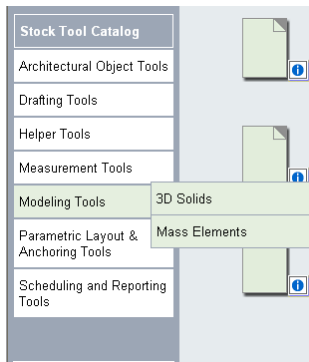 Stock Tool Catalog
Architectural Object Tools
Drafting Tools
Helper Tools
Measurement Tools
Modeling Tools
3D Solids
Mass Elements
Parametric Layout &
Anchoring Tools
Scheduling and Reporting
Tools